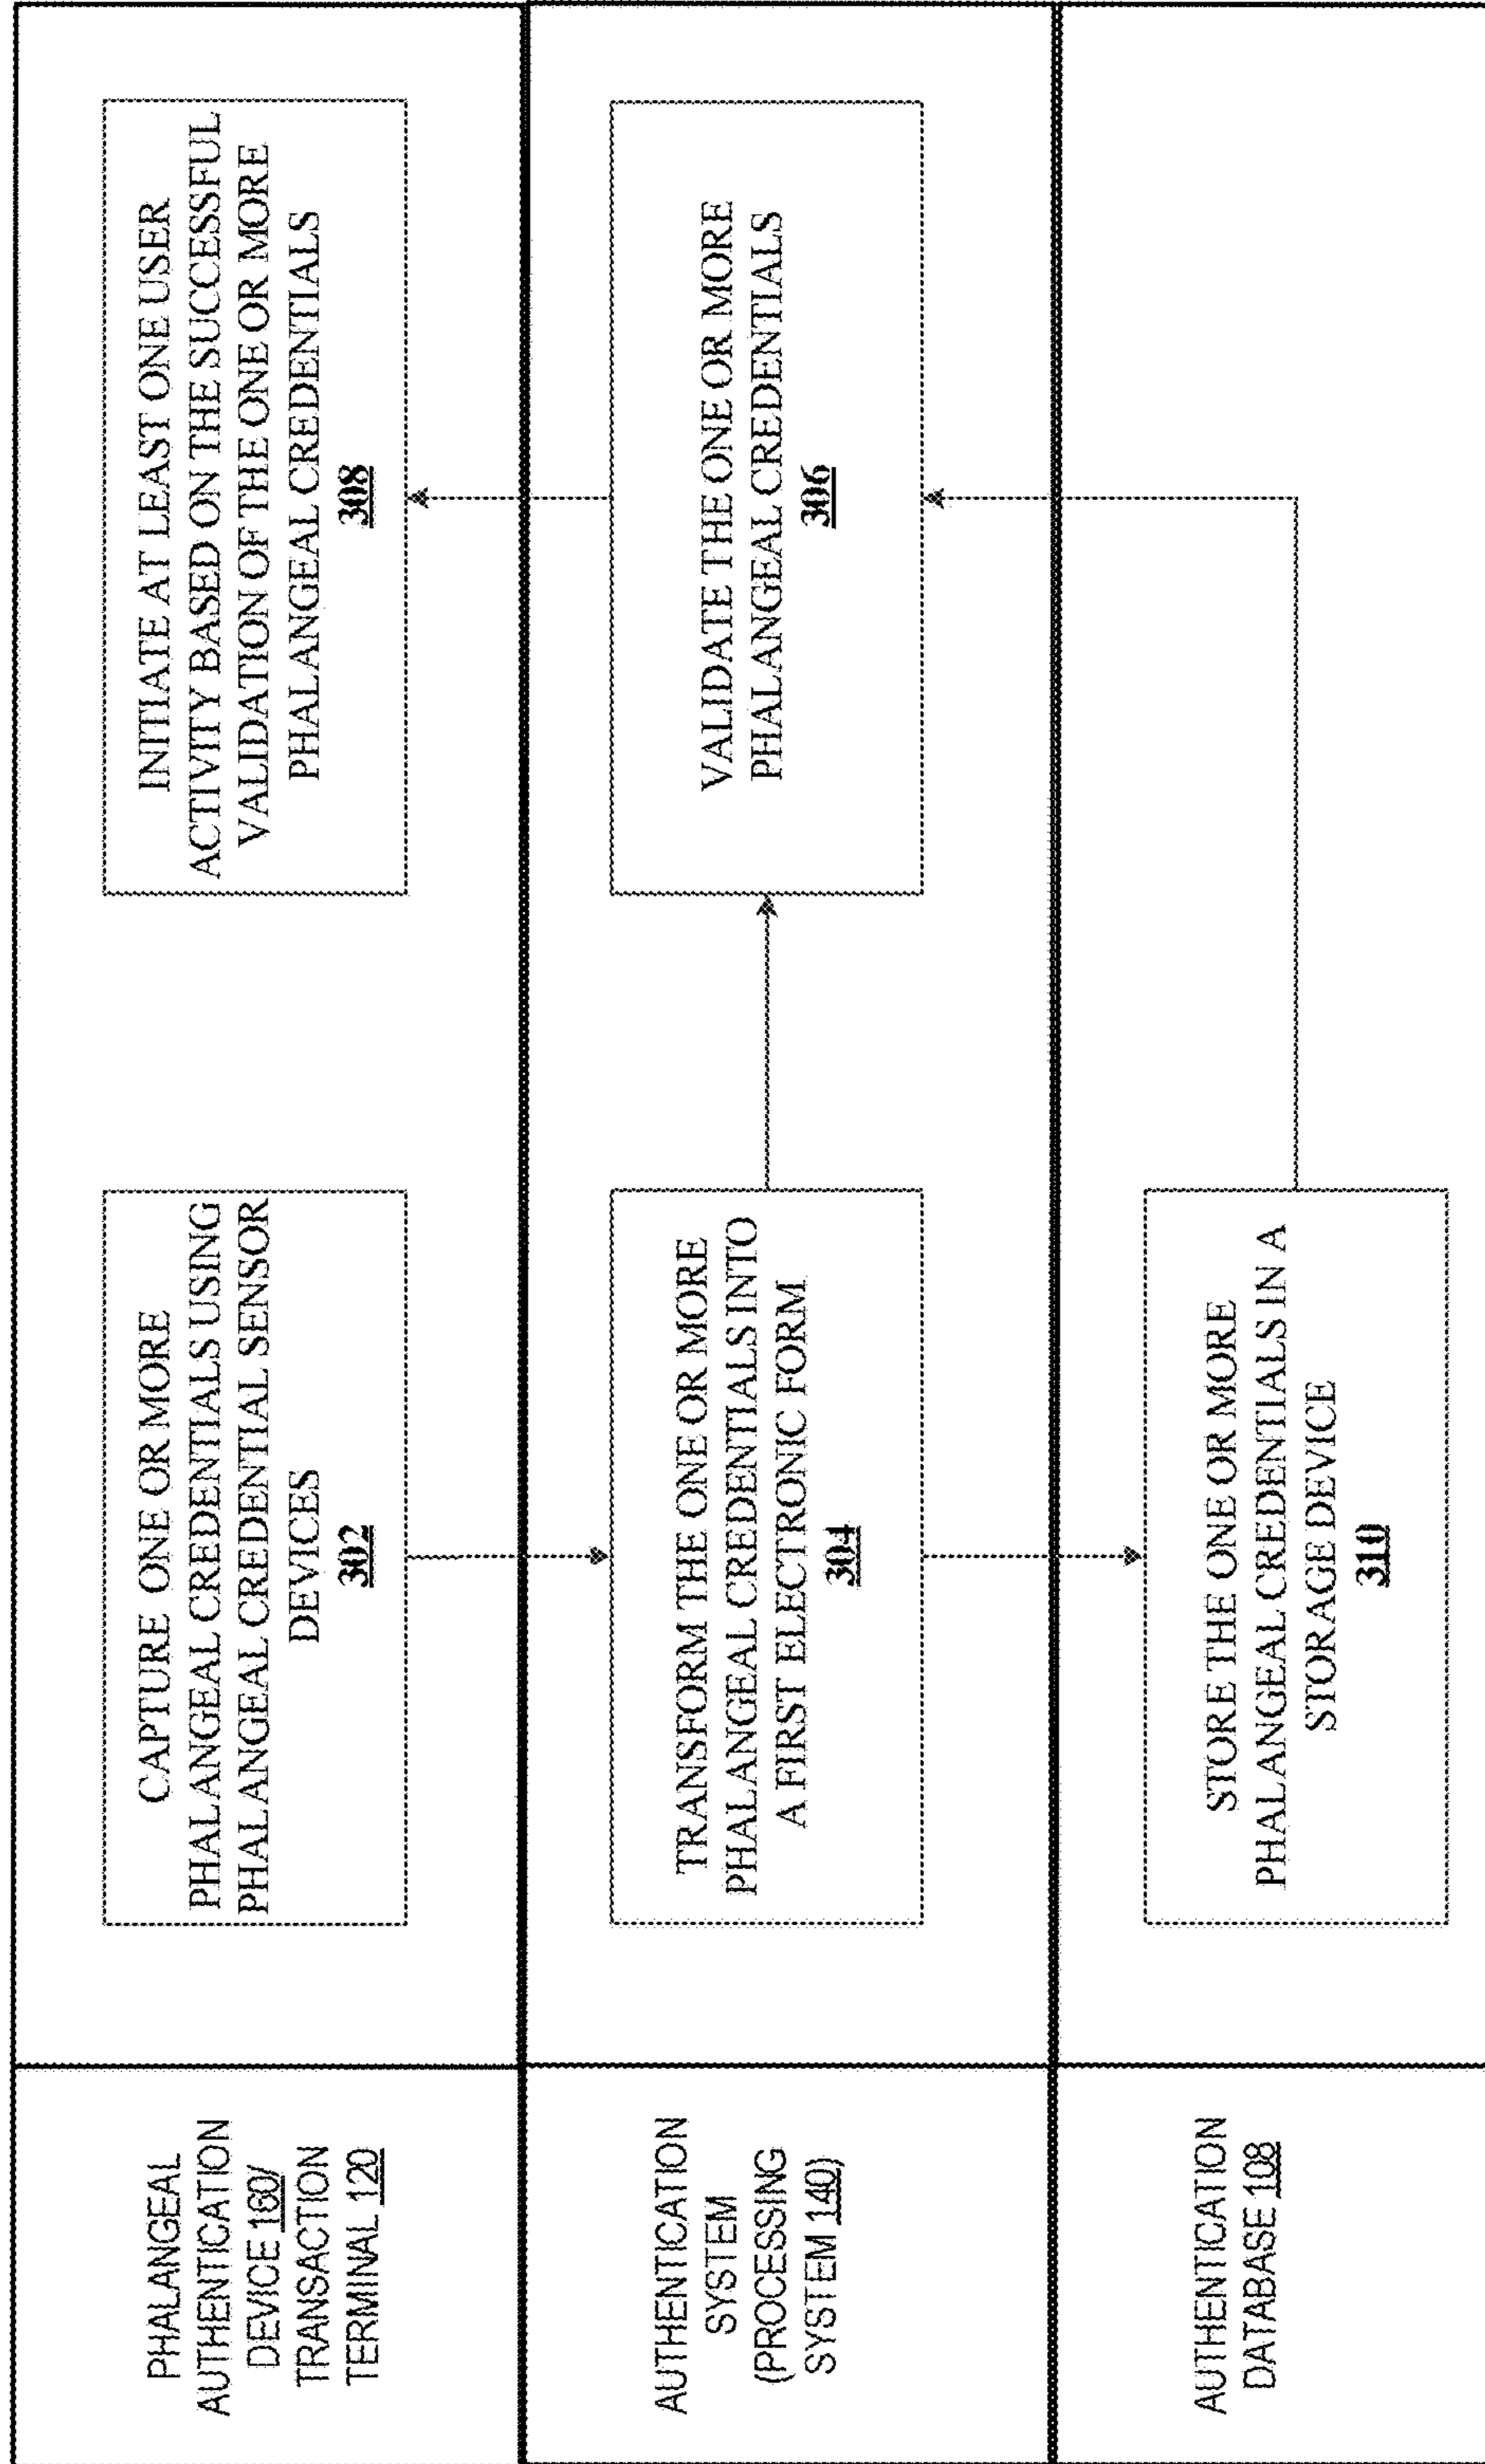 PHALANGEAL
AUTHENTICATION
DEVICE 160/
TRANSACTION
TERMINAL 120
CAPTURE ONE OR MORE
PHALANGEAL CREDENTIALS USING
PHALANGEAL CREDENTIAL SENSOR
DEVICES
302
INITIATE AT LEAST ONE USER
ACTIVITY BASED ON THE SUCCESSFUL
VALIDATION OF THE ONE OR MORE
PHALANGEAL CREDENTIALS
308
AUTHENTICATION
SYSTEM
(PROCESSING
SYSTEM 140)
TRANSFORM THE ONE OR MORE
PHALANGEAL CREDENTIALS INTO
A FIRST ELECTRONIC FORM
304
VALIDATE THE ONE OR MORE
PHALANGEAL CREDENTIALS
306
AUTHENTICATION
DATABASE 108
STORE THE ONE OR MORE
PHALANGEAL CREDENTIALS IN A
STORAGE DEVICE
310